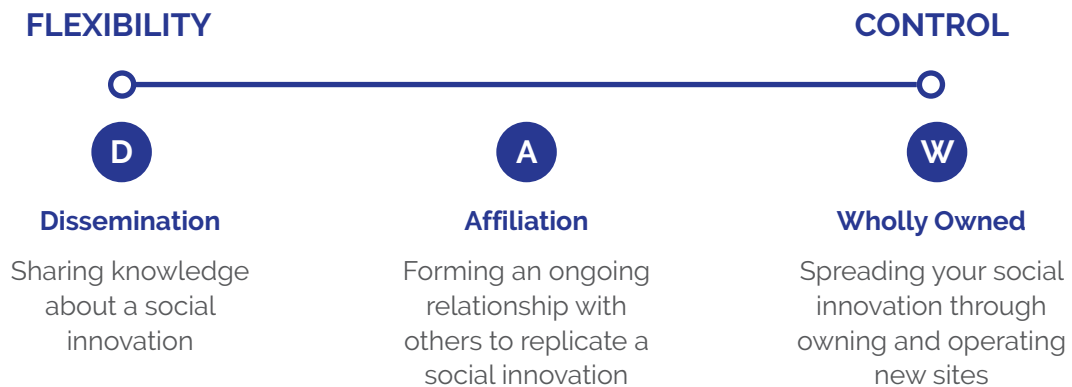 FLEXIBILITY
CONTROL
D
A
W
Dissemination
Sharing knowledge
about a social
innovation
Affiliation
Forming an ongoing
relationship with
others to replicate a
social innovation
Wholly Owned
Spreading your social
innovation through
owning and operating
new sites